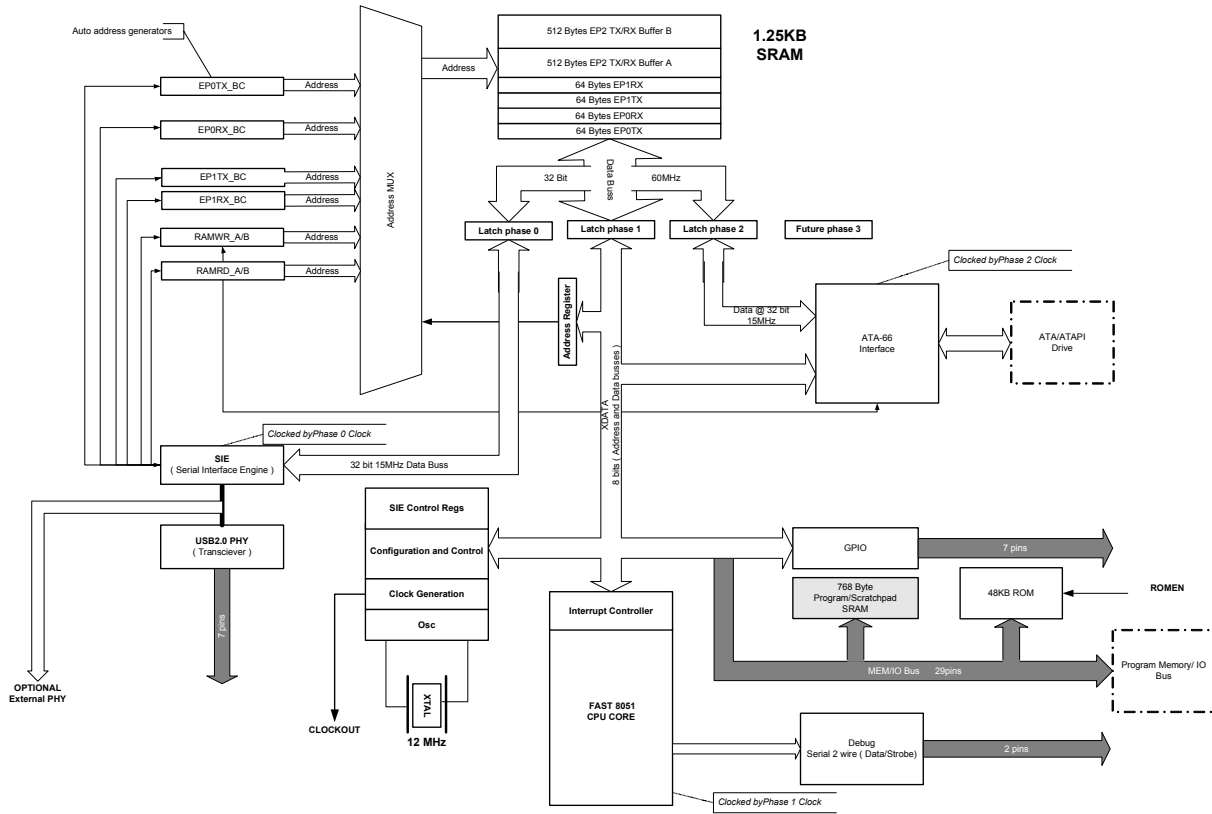 Auto address generators
512 Bytes EP2 TX/RX Buffer B
512 Bytes EP2 TX/RX Buffer A
64 Bytes EP1RX
64 Bytes EP1TX
64 Bytes EP0RX
64 Bytes EP0TX
1.25KB
SRAM
Address
EP0TX_BC
Address
EP0RX_BC
Address
EP1TX_BC
Address
EP1RX_BC
Address
RAMWR_A/B
Address
RAMRD_A/B
Address
Address MUX
32 Bit
Data Buss
60MHz
Latch phase 0
Latch phase 1
Latch phase 2
Future phase 3
Clocked byPhase 2 Clock
Address Register
Data @ 32 bit
15MHz
ATA-66
Interface
ATA/ATAPI
Drive
XDATA
8 bits ( Address and Data busses)
Clocked byPhase 0 Clock
SIE
( Serial Interface Engine )
32 bit 15MHz Data Buss
USB2.0 PHY
( Transciever )
7 pins
OPTIONAL
External PHY
SIE Control Regs
Configuration and Control
Clock Generation
Osc
XTAL
12 MHz
CLOCKOUT
Interrupt Controller
FAST 8051
CPU CORE
GPIO
7 pins
768 Byte
Program/Scratchpad
SRAM
48KB ROM
ROMEN
MEM/IO Bus 29pins
Program Memory/ IO
Bus
Debug
Serial 2 wire ( Data/Strobe)
2 pins
Clocked byPhase 1 Clock